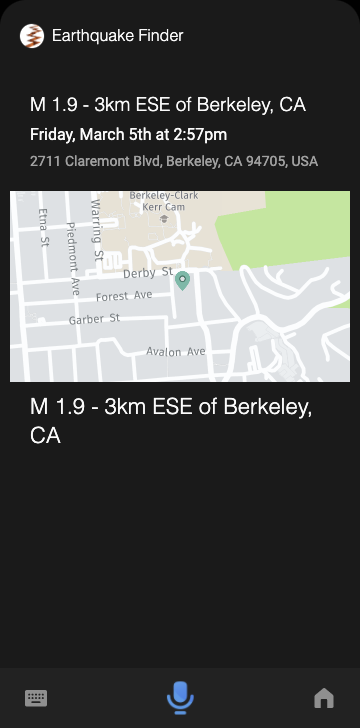 Earthquake Finder
M 1.9 - 3km ESE of Berkeley, CA
Friday, March 5th at 2:57pm
2711 Claremont Blvd, Berkeley, CA 94705, USA
Berkeley-Clark
Kerr Cam
Etna St
Piedmont Ave
Warring St
Derby St
Forest Ave
Garber St
Avalon Ave
M 1.9 - 3km ESE of Berkeley,
CA